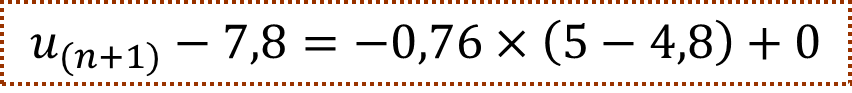 u₍ₙ₊₁₎ − 7,8 = −0,76 × (5 − 4,8) + 0